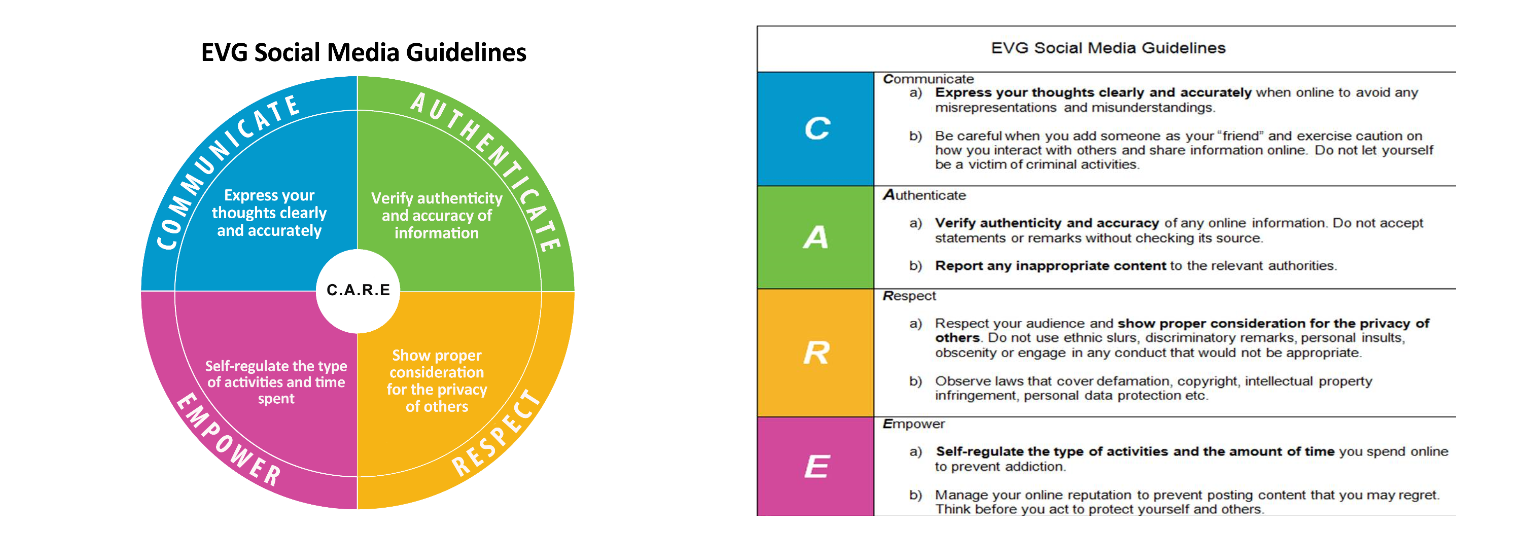 EVG Social Media Guidelines
COMMUNICATE
AUTHENTICATE
Express your
thoughts clearly
and accurately
Verify authenticity
and accuracy of
information
C.A.R.E
Self-regulate the type
of activities and time
spent
Show proper
consideration
for the privacy
of others
EMPOWER
RESPECT
EVG Social Media Guidelines
C
Communicate
a) Express your thoughts clearly and accurately when online to avoid any
misrepresentations and misunderstandings.
b) Be careful when you add someone as your “friend” and exercise caution on
how you interact with others and share information online. Do not let yourself
be a victim of criminal activities.
A
Authenticate
a) Verify authenticity and accuracy of any online information. Do not accept
statements or remarks without checking its source.
b) Report any inappropriate content to the relevant authorities.
R
Respect
a) Respect your audience and show proper consideration for the privacy of
others. Do not use ethnic slurs, discriminatory remarks, personal insults,
obscenity or engage in any conduct that would not be appropriate.
b) Observe laws that cover defamation, copyright, intellectual property
infringement, personal data protection etc.
E
Empower
a) Self-regulate the type of activities and the amount of time you spend online
to prevent addiction.
b) Manage your online reputation to prevent posting content that you may regret.
Think before you act to protect yourself and others.